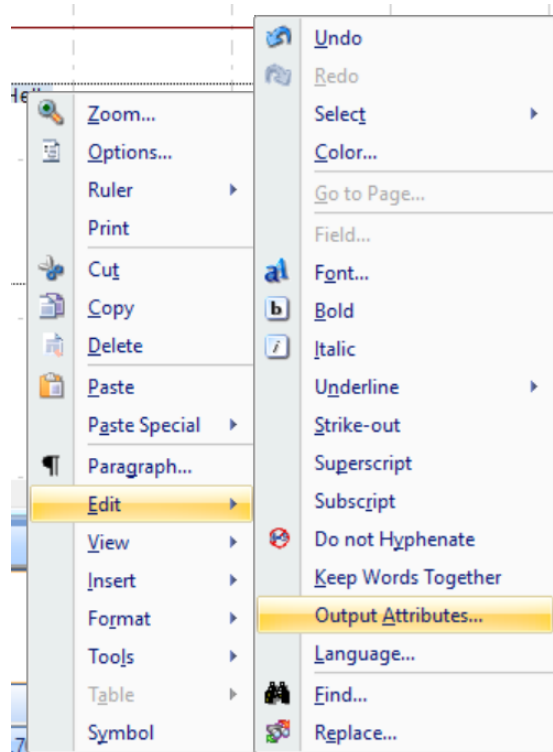 Hell
Zoom...
Options...
Ruler
Print
Cut
Copy
Delete
Paste
Paste Special
Paragraph...
Edit
View
Insert
Format
Tools
Table
Symbol
7
Undo
Redo
Select
Color...
Go to Page...
Field...
Font...
Bold
Italic
Underline
Strike-out
Superscript
Subscript
Do not Hyphenate
Keep Words Together
Output Attributes...
Language...
Find...
Replace...